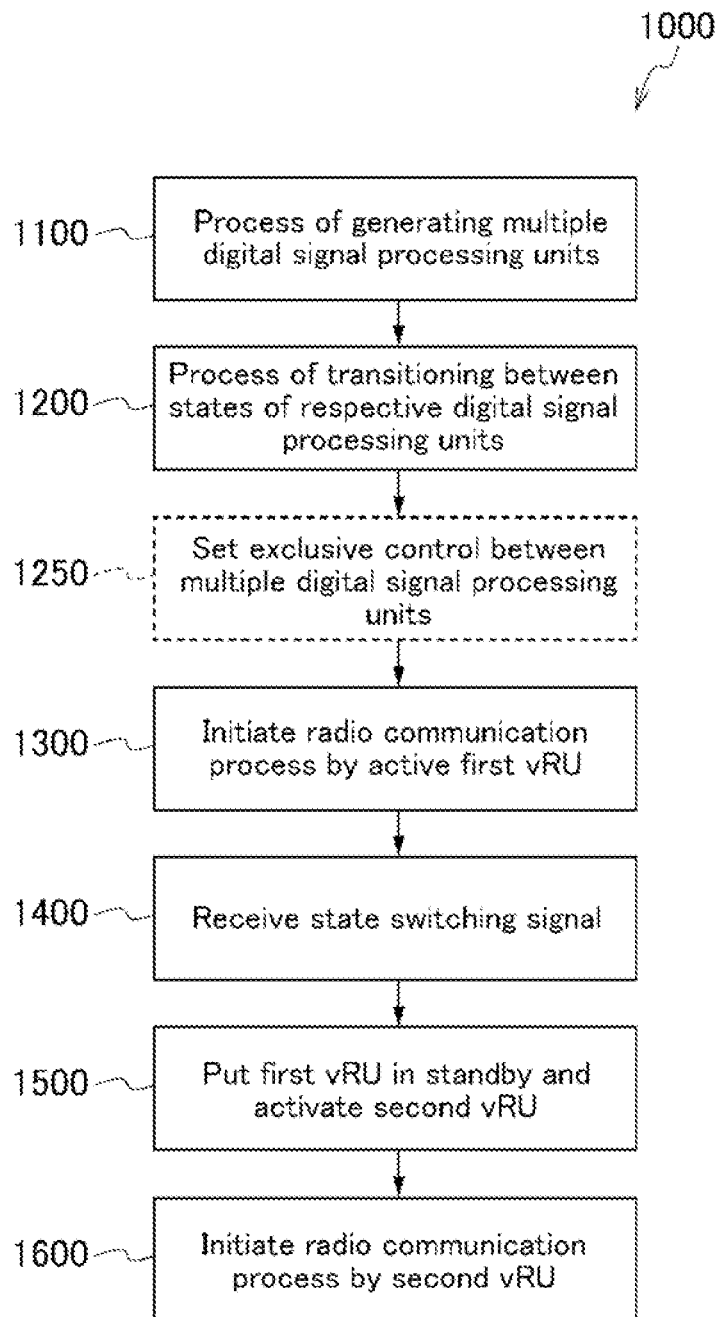 1000
1100
Process of generating multiple
digital signal processing units
1200
Process of transitioning between
states of respective digital signal
processing units
1250
Set exclusive control between
multiple digital signal processing
units
1300
Initiate radio communication
process by active first vRU
1400
Receive state switching signal
1500
Put first vRU in standby and
activate second vRU
1600
Initiate radio communication
process by second vRU